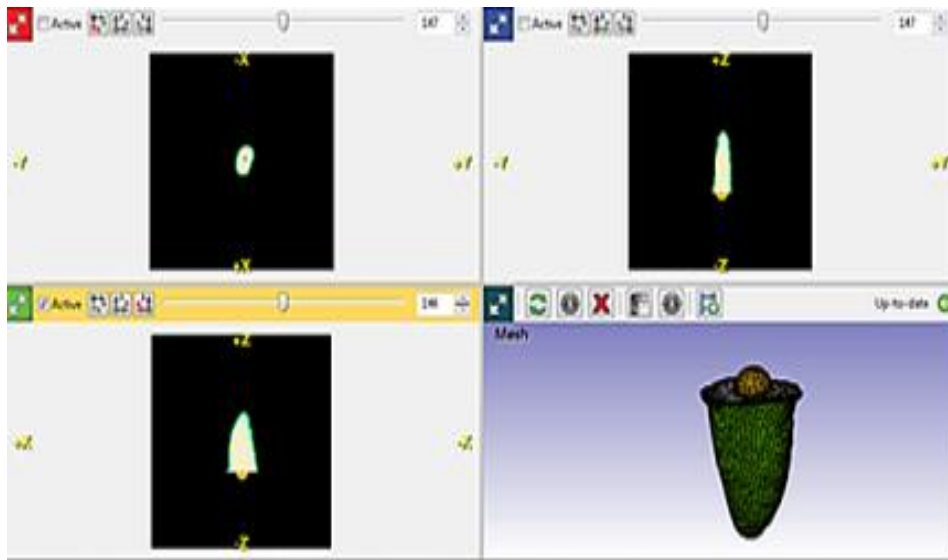 Active 147
-X
-Y +Y
+X
Active 147
+Z
-Y +Y
-Z
Active 146
+Z
-Z
Up-to-date
Mesh